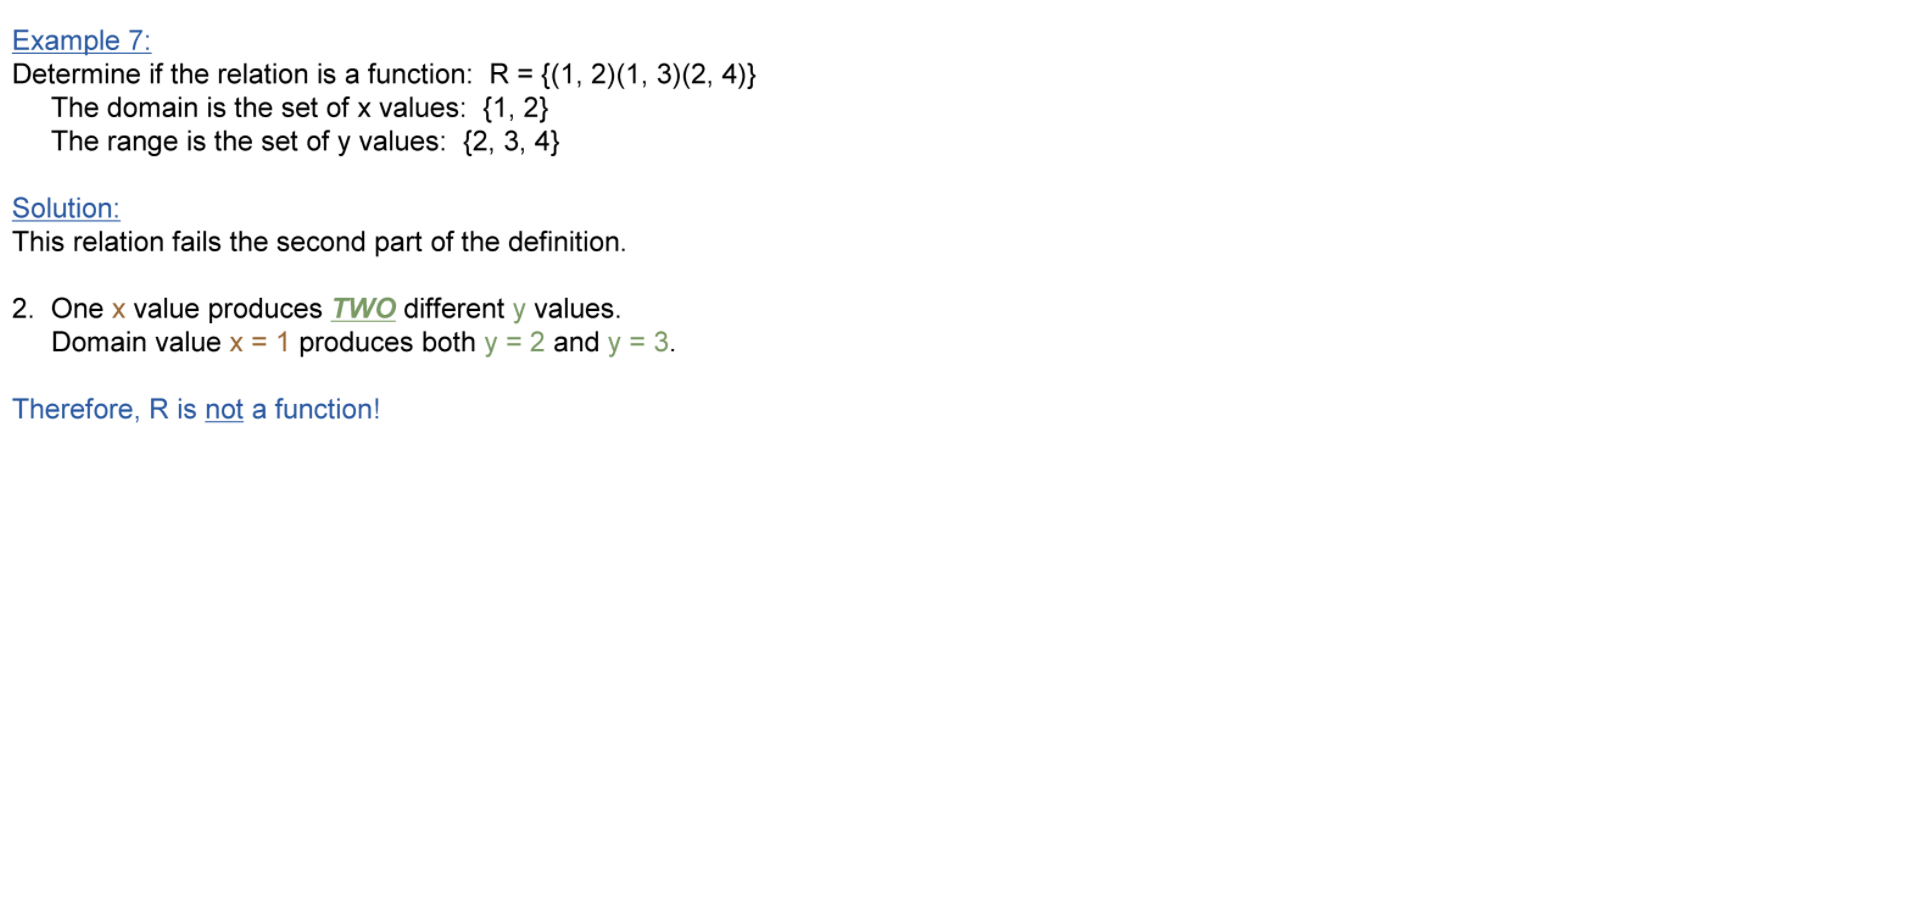 Example 7:
Determine if the relation is a function:  R = {(1, 2)(1, 3)(2, 4)}
The domain is the set of x values:  {1, 2}
The range is the set of y values:  {2, 3, 4}
Solution:
This relation fails the second part of the definition.
2.  One x value produces TWO different y values.
Domain value x = 1 produces both y = 2 and y = 3.
Therefore, R is not a function!